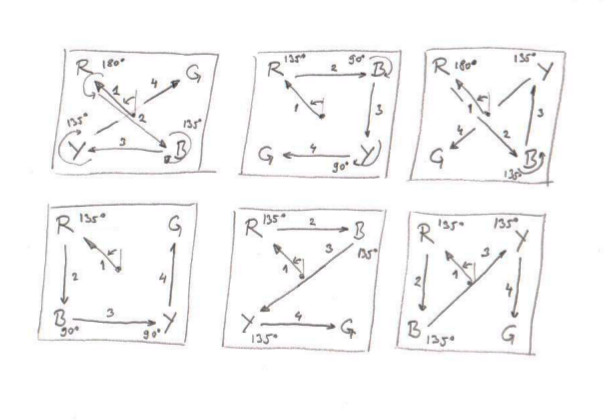 R 180° 4 G
1 2
135° 135°
Y 3 B
R 135° 2 90° B
1 3
G 4 90° Y
R 180° 135° Y
1 3
4 2
G 135° B
R 135° G
1
2 4
B 3 Y
90° 90°
R 135° 2 B
1 3 135°
Y 4 G
135°
R 135° 135° Y
1 3
2 4
B 135° G